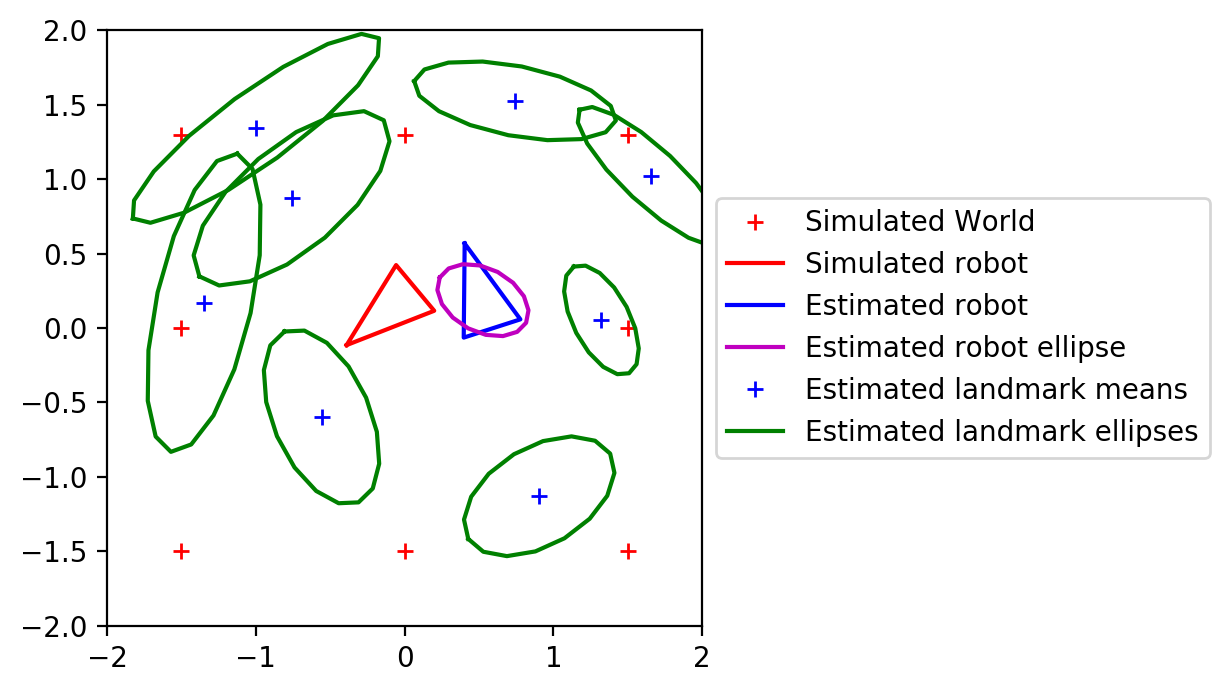 2.0
1.5
1.0
0.5
0.0
−0.5
−1.0
−1.5
−2.0
−2
−1
0
1
2
Simulated World
Simulated robot
Estimated robot
Estimated robot ellipse
Estimated landmark means
Estimated landmark ellipses